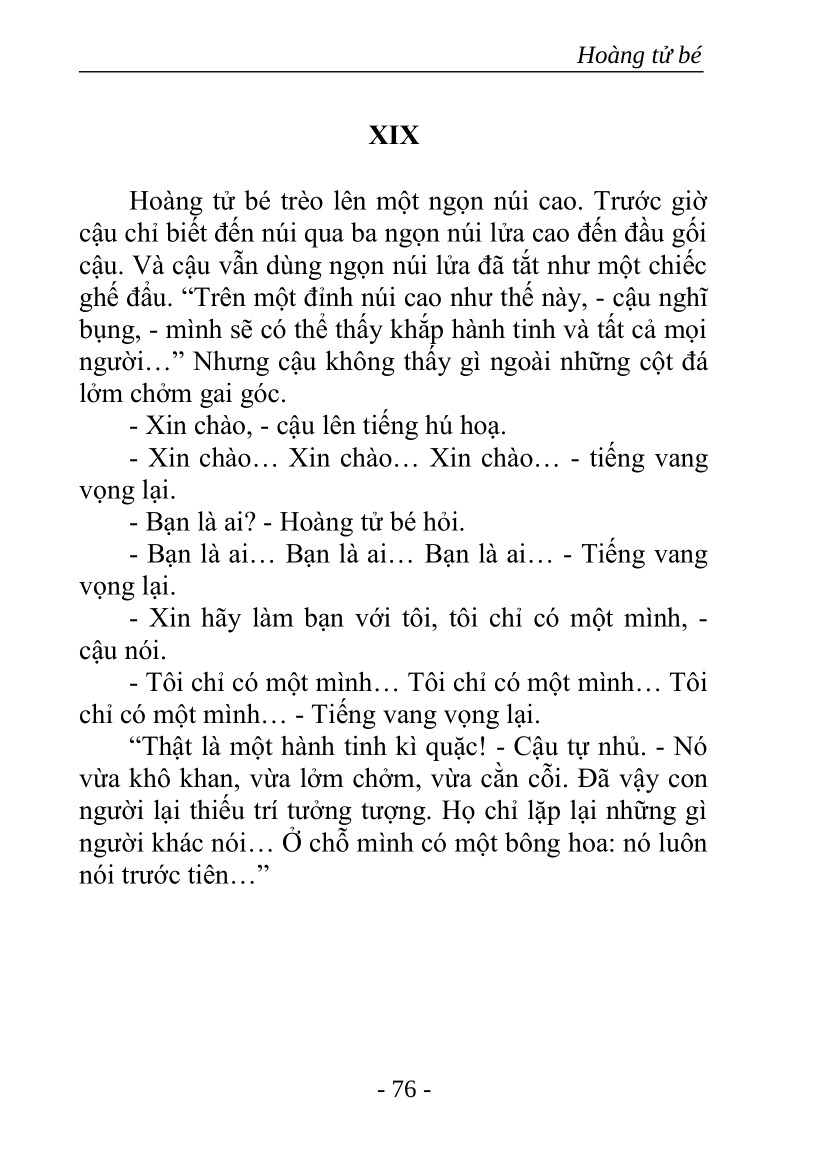 Hoàng tử bé
XIX
Hoàng tử bé trèo lên một ngọn núi cao. Trước giờ
cậu chỉ biết đến núi qua ba ngọn núi lửa cao đến đầu gối
cậu. Và cậu vẫn dùng ngọn núi lửa đã tắt như một chiếc
ghế đẩu. “Trên một đỉnh núi cao như thế này, - cậu nghĩ
bụng, - mình sẽ có thể thấy khắp hành tinh và tất cả mọi
người…” Nhưng cậu không thấy gì ngoài những cột đá
lởm chởm gai góc.
- Xin chào, - cậu lên tiếng hú hoạ.
- Xin chào… Xin chào… Xin chào… - tiếng vang
vọng lại.
- Bạn là ai? - Hoàng tử bé hỏi.
- Bạn là ai… Bạn là ai… Bạn là ai… - Tiếng vang
vọng lại.
- Xin hãy làm bạn với tôi, tôi chỉ có một mình, -
cậu nói.
- Tôi chỉ có một mình… Tôi chỉ có một mình… Tôi
chỉ có một mình… - Tiếng vang vọng lại.
“Thật là một hành tinh kì quặc! - Cậu tự nhủ. - Nó
vừa khô khan, vừa lởm chởm, vừa cằn cỗi. Đã vậy con
người lại thiếu trí tưởng tượng. Họ chỉ lặp lại những gì
người khác nói… Ở chỗ mình có một bông hoa: nó luôn
nói trước tiên…”
- 76 -